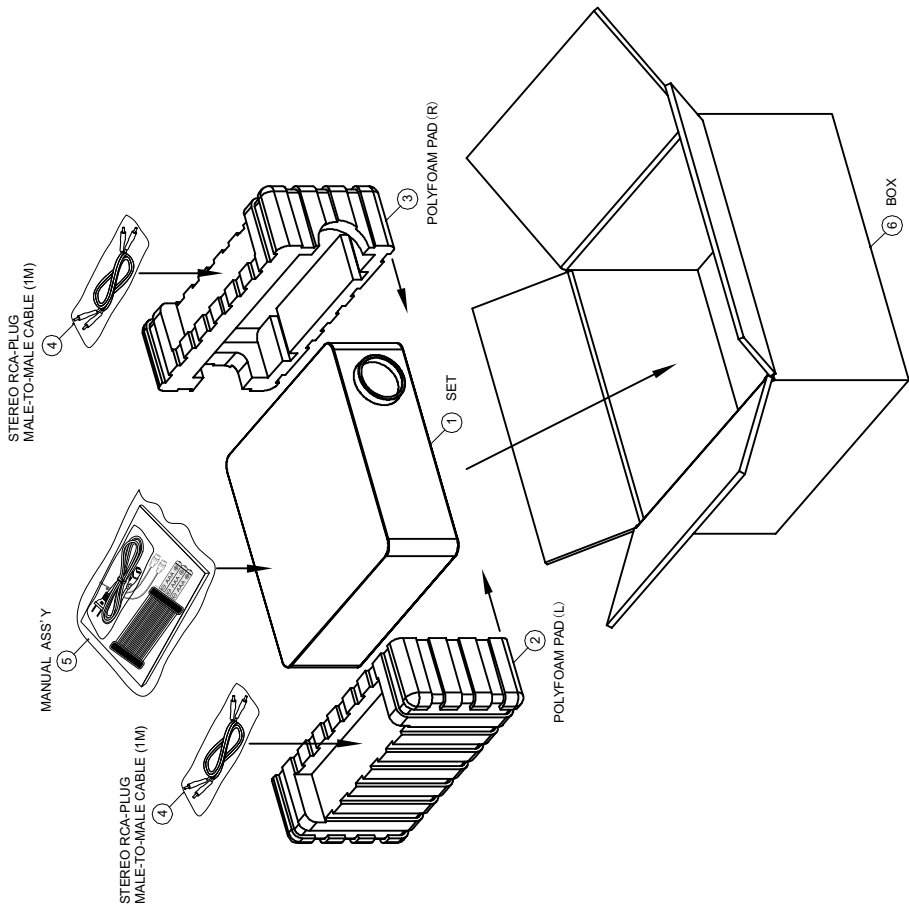 STEREO RCA-PLUG
MALE-TO-MALE CABLE (1M)
4
MANUAL ASS'Y
5
STEREO RCA-PLUG
MALE-TO-MALE CABLE (1M)
4
3
POLYFOAM PAD(R)
1 SET
2
POLYFOAM PAD(L)
6 BOX